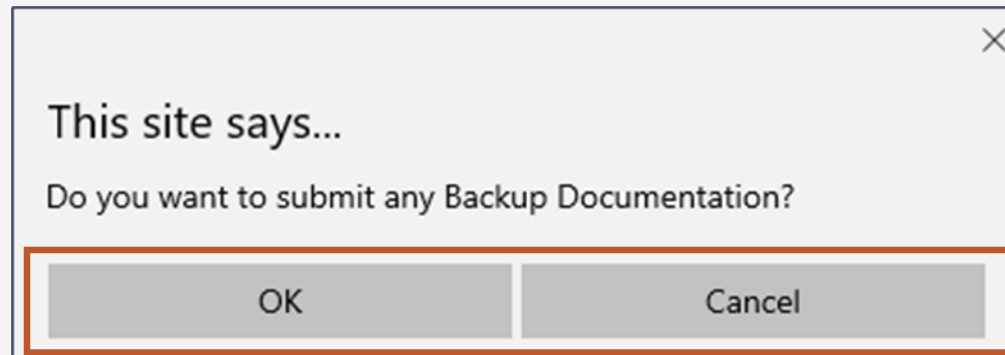 This site says...
Do you want to submit any Backup Documentation?
OK Cancel